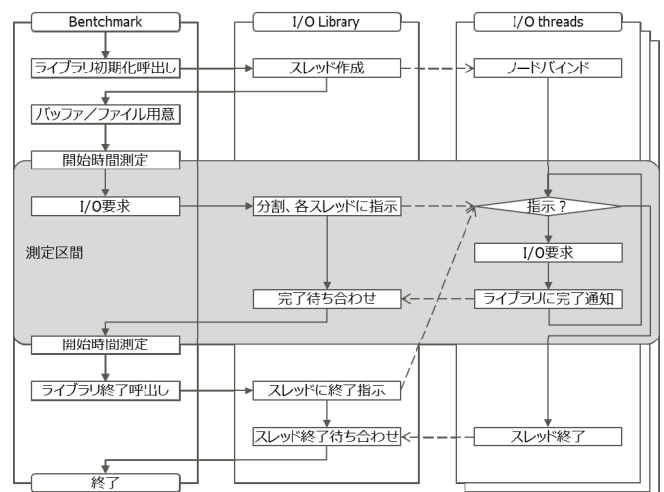 Bentchmark
I/O Library
I/O threads
ライブラリ初期化呼出し
スレッド作成
ノードバインド
バッファ／ファイル用意
開始時間測定
I/O要求
分割、各スレッドに指示
指示？
測定区間
I/O要求
完了待ち合わせ
ライブラリに完了通知
開始時間測定
ライブラリ終了呼出し
スレッドに終了指示
スレッド終了待ち合わせ
スレッド終了
終了